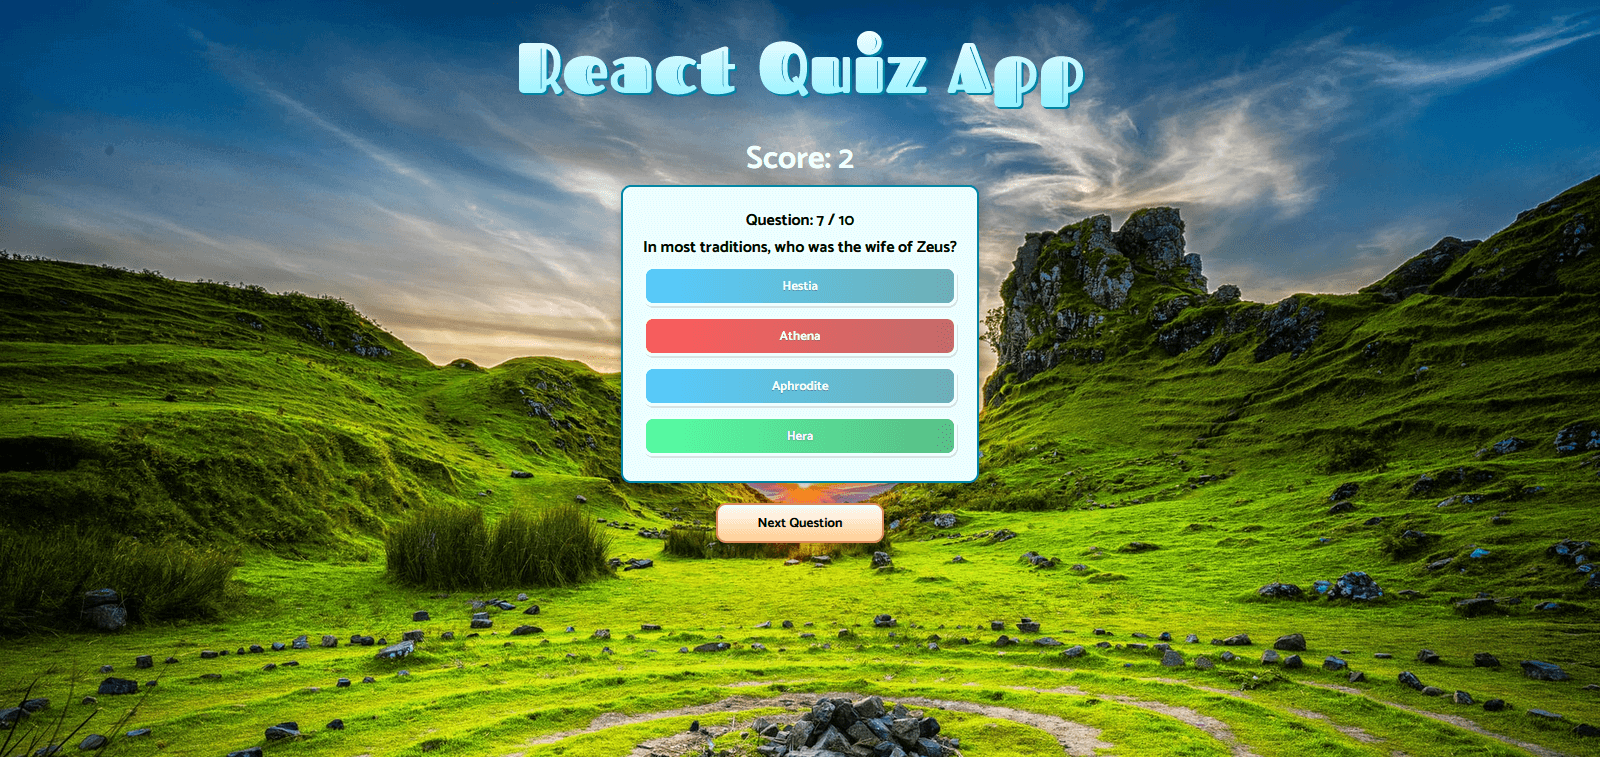 React Quiz App
Score: 2
Question: 7 / 10
In most traditions, who was the wife of Zeus?
Hestia
Athena
Aphrodite
Hera
Next Question